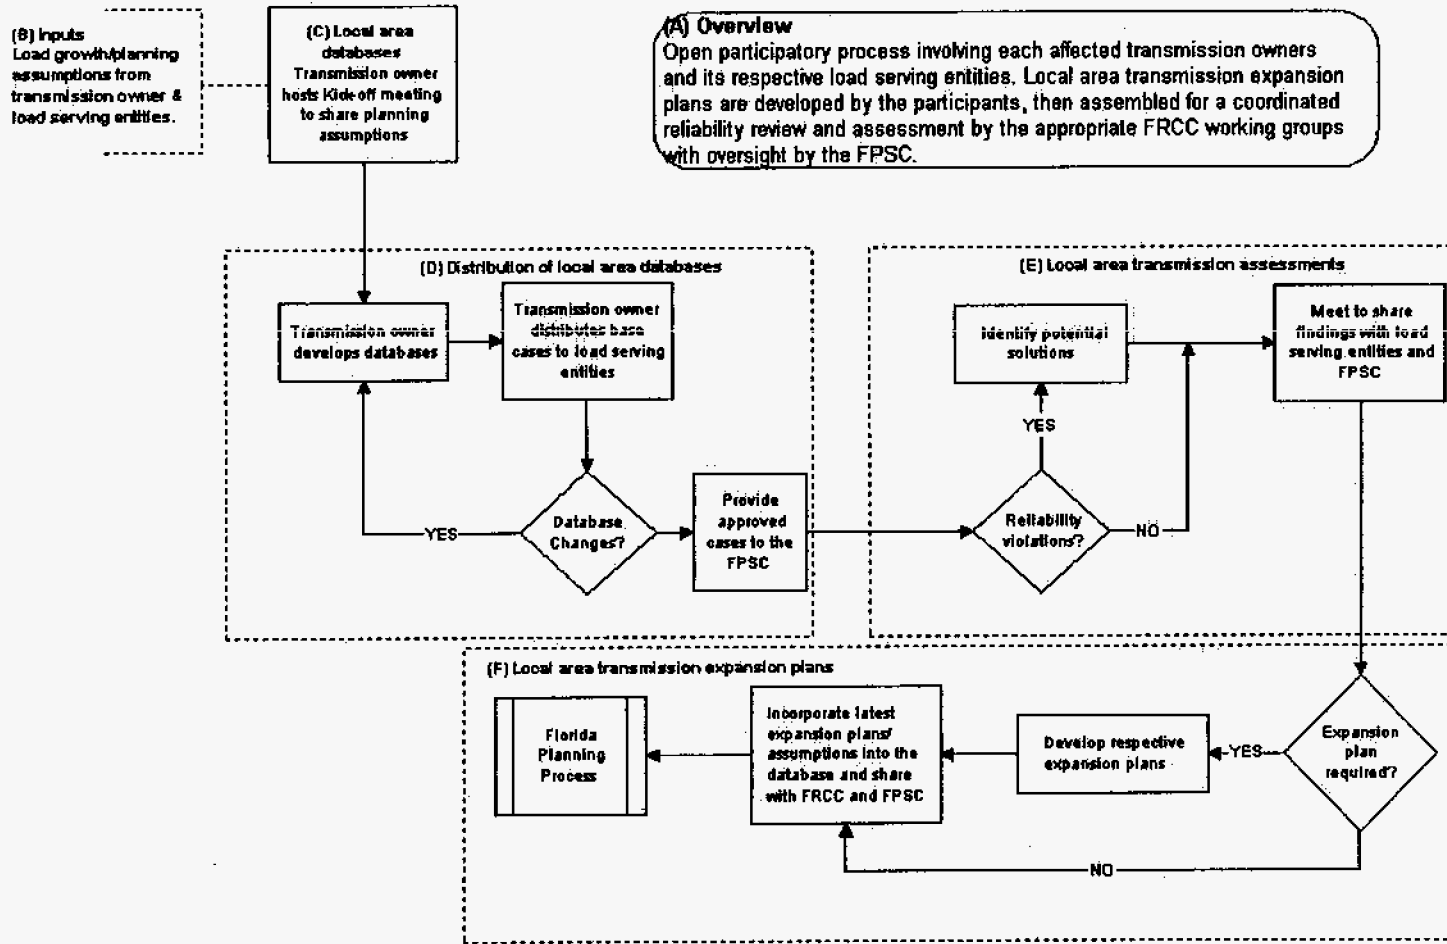 (B) Inputs
Load growth/planning
assumptions from
transmission owner &
load serving entities.
(C) Local area
databases
Transmission owner
hosts Kick-off meeting
to share planning
assumptions
(A) Overview
Open participatory process involving each affected transmission owners
and its respective load serving entities. Local area transmission expansion
plans are developed by the participants, then assembled for a coordinated
reliability review and assessment by the appropriate FRCC working groups
with oversight by the FPSC.
(D) Distribution of local area databases
Transmission owner
develops databases
Transmission owner
distributes base
cases to load serving
entities
Database
Changes?
YES
Provide
approved
cases to the
FPSC
(E) Local area transmission assessments
Identify potential
solutions
YES
Reliability
violations?
NO
Meet to share
findings with load
serving entities and
FPSC
(F) Local area transmission expansion plans
Florida
Planning
Process
Incorporate latest
expansion plans/
assumptions into the
database and share
with FRCC and FPSC
Develop respective
expansion plans
YES
Expansion
plan
required?
NO